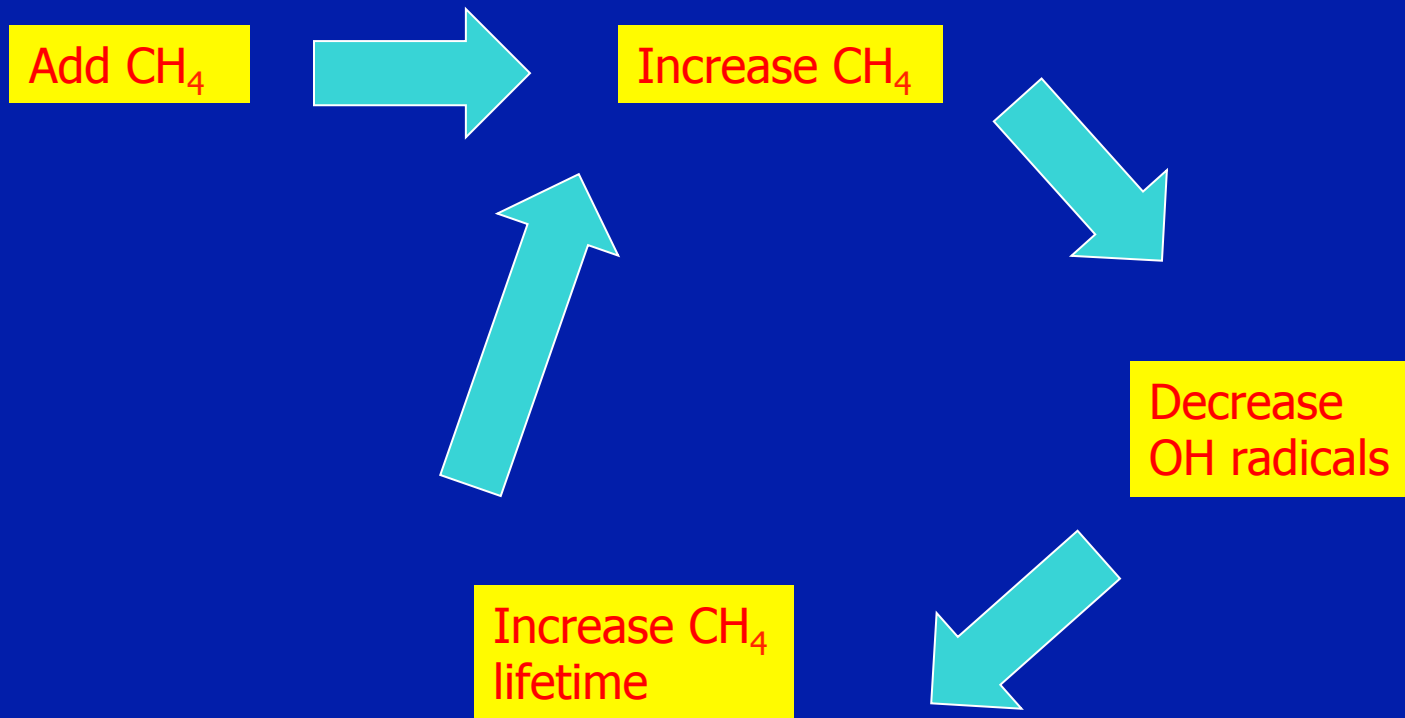 Add CH₄
Increase CH₄
Decrease
OH radicals
Increase CH₄
lifetime